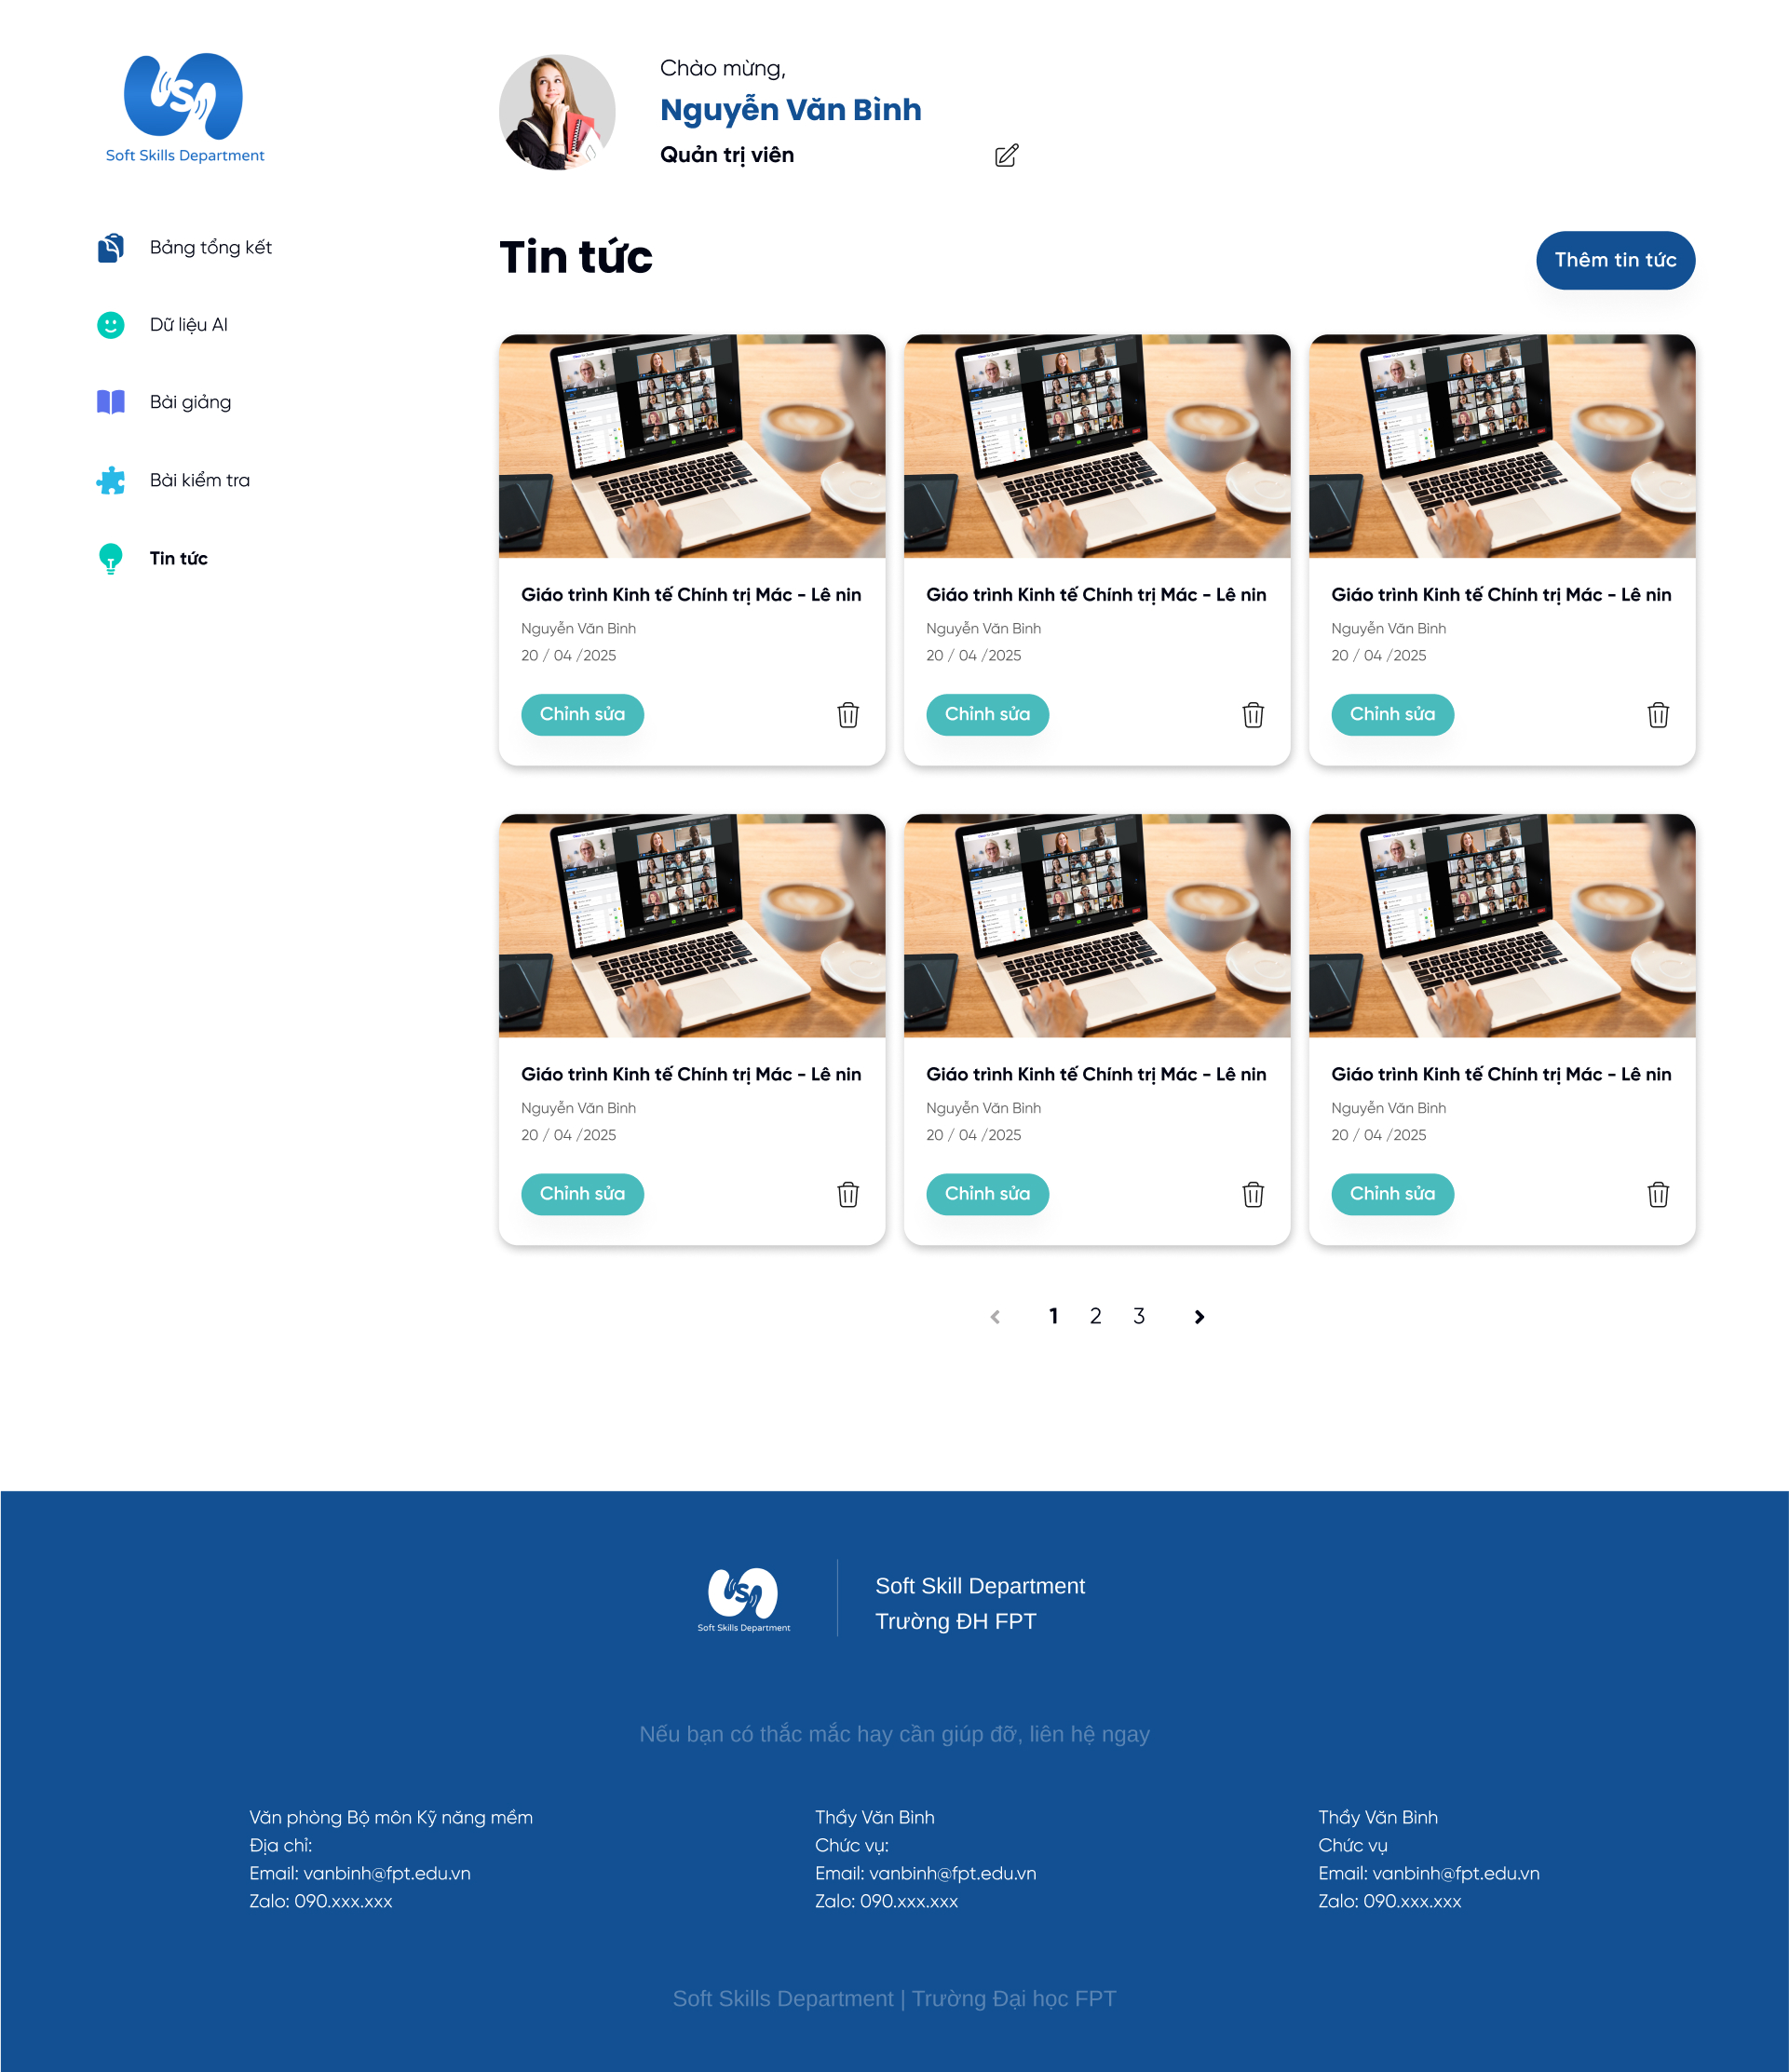 Soft Skills Department
Chào mừng,
Nguyễn Văn Bình
Quản trị viên
Bảng tổng kết
Dữ liệu AI
Bài giảng
Bài kiểm tra
Tin tức
Tin tức
Thêm tin tức
Giáo trình Kinh tế Chính trị Mác - Lê nin
Nguyễn Văn Bình
20 / 04 /2025
Chỉnh sửa
Giáo trình Kinh tế Chính trị Mác - Lê nin
Nguyễn Văn Bình
20 / 04 /2025
Chỉnh sửa
Giáo trình Kinh tế Chính trị Mác - Lê nin
Nguyễn Văn Bình
20 / 04 /2025
Chỉnh sửa
Giáo trình Kinh tế Chính trị Mác - Lê nin
Nguyễn Văn Bình
20 / 04 /2025
Chỉnh sửa
Giáo trình Kinh tế Chính trị Mác - Lê nin
Nguyễn Văn Bình
20 / 04 /2025
Chỉnh sửa
Giáo trình Kinh tế Chính trị Mác - Lê nin
Nguyễn Văn Bình
20 / 04 /2025
Chỉnh sửa
1 2 3
Soft Skills Department
Soft Skill Department
Trường ĐH FPT
Nếu bạn có thắc mắc hay cần giúp đỡ, liên hệ ngay
Văn phòng Bộ môn Kỹ năng mềm
Địa chỉ:
Email: vanbinh@fpt.edu.vn
Zalo: 090.xxx.xxx
Thầy Văn Bình
Chức vụ:
Email: vanbinh@fpt.edu.vn
Zalo: 090.xxx.xxx
Thầy Văn Bình
Chức vụ
Email: vanbinh@fpt.edu.vn
Zalo: 090.xxx.xxx
Soft Skills Department | Trường Đại học FPT